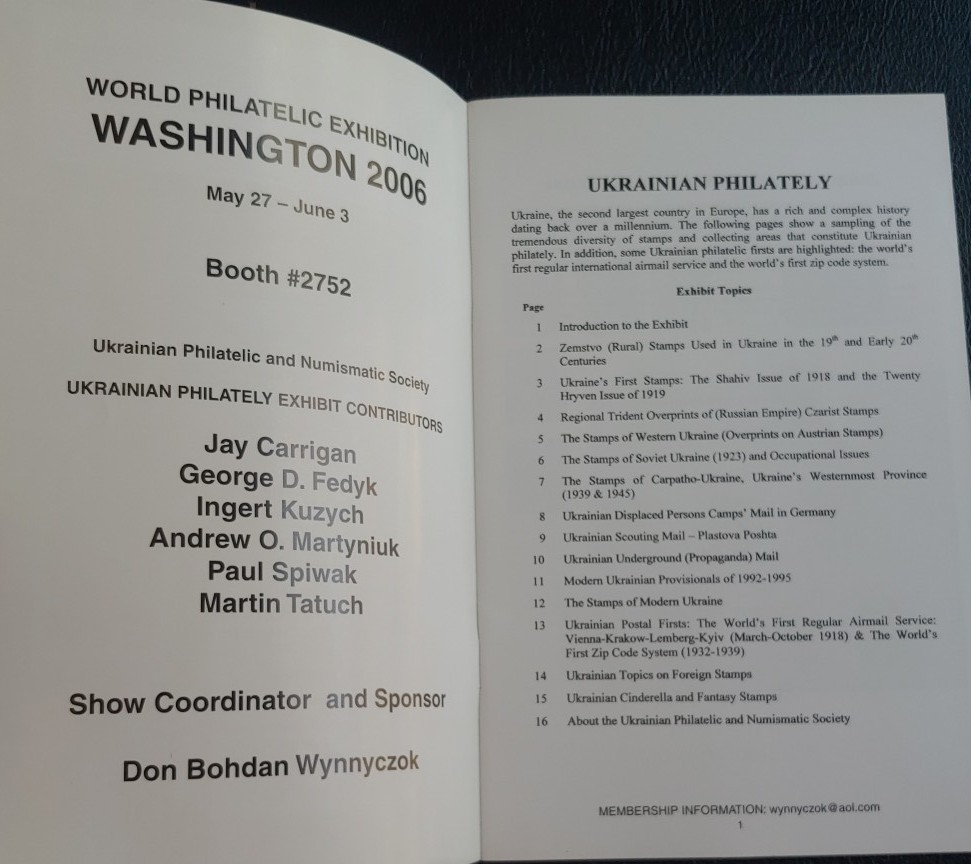 WORLD PHILATELIC EXHIBITION
WASHINGTON 2006
May 27 – June 3
Booth #2752
Ukrainian Philatelic and Numismatic Society
UKRAINIAN PHILATELY EXHIBIT CONTRIBUTORS
Jay Carrigan
George D. Fedyk
Ingert Kuzych
Andrew O. Martyniuk
Paul Spiwak
Martin Tatuch
Show Coordinator and Sponsor
Don Bohdan Wynnyczok
UKRAINIAN PHILATELY
Ukraine, the second largest country in Europe, has a rich and complex history
dating back over a millennium. The following pages show a sampling of the
tremendous diversity of stamps and collecting areas that constitute Ukrainian
philately. In addition, some Ukrainian philatelic firsts are highlighted: the world's
first regular international airmail service and the world's first zip code system.
Exhibit Topics
Page
1 Introduction to the Exhibit
2 Zemstvo (Rural) Stamps Used in Ukraine in the 19th and Early 20th
Centuries
3 Ukraine's First Stamps: The Shahiv Issue of 1918 and the Twenty
Hryven Issue of 1919
4 Regional Trident Overprints of (Russian Empire) Czarist Stamps
5 The Stamps of Western Ukraine (Overprints on Austrian Stamps)
6 The Stamps of Soviet Ukraine (1923) and Occupational Issues
7 The Stamps of Carpatho-Ukraine, Ukraine's Westernmost Province
(1939 & 1945)
8 Ukrainian Displaced Persons Camps' Mail in Germany
9 Ukrainian Scouting Mail – Plastova Poshta
10 Ukrainian Underground (Propaganda) Mail
11 Modern Ukrainian Provisionals of 1992-1995
12 The Stamps of Modern Ukraine
13 Ukrainian Postal Firsts: The World's First Regular Airmail Service:
Vienna-Krakow-Lemberg-Kyiv (March-October 1918) & The World's
First Zip Code System (1932-1939)
14 Ukrainian Topics on Foreign Stamps
15 Ukrainian Cinderella and Fantasy Stamps
16 About the Ukrainian Philatelic and Numismatic Society
MEMBERSHIP INFORMATION: wynnyczok@aol.com
1